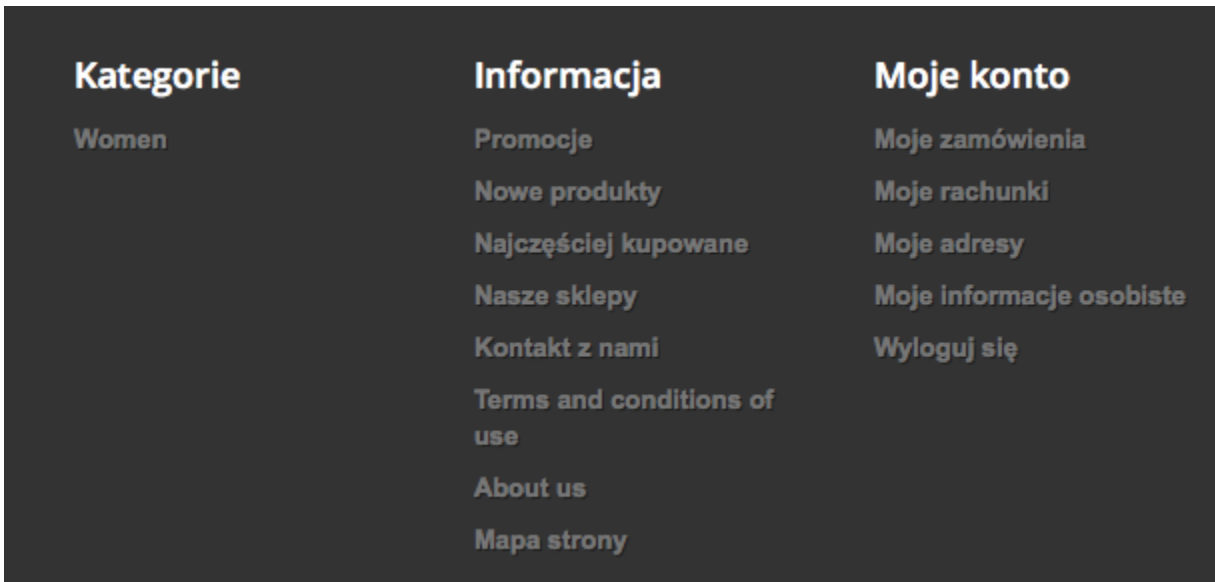 Kategorie
Women
Informacja
Promocje
Nowe produkty
Najczęściej kupowane
Nasze sklepy
Kontakt z nami
Terms and conditions of
use
About us
Mapa strony
Moje konto
Moje zamówienia
Moje rachunki
Moje adresy
Moje informacje osobiste
Wyloguj się